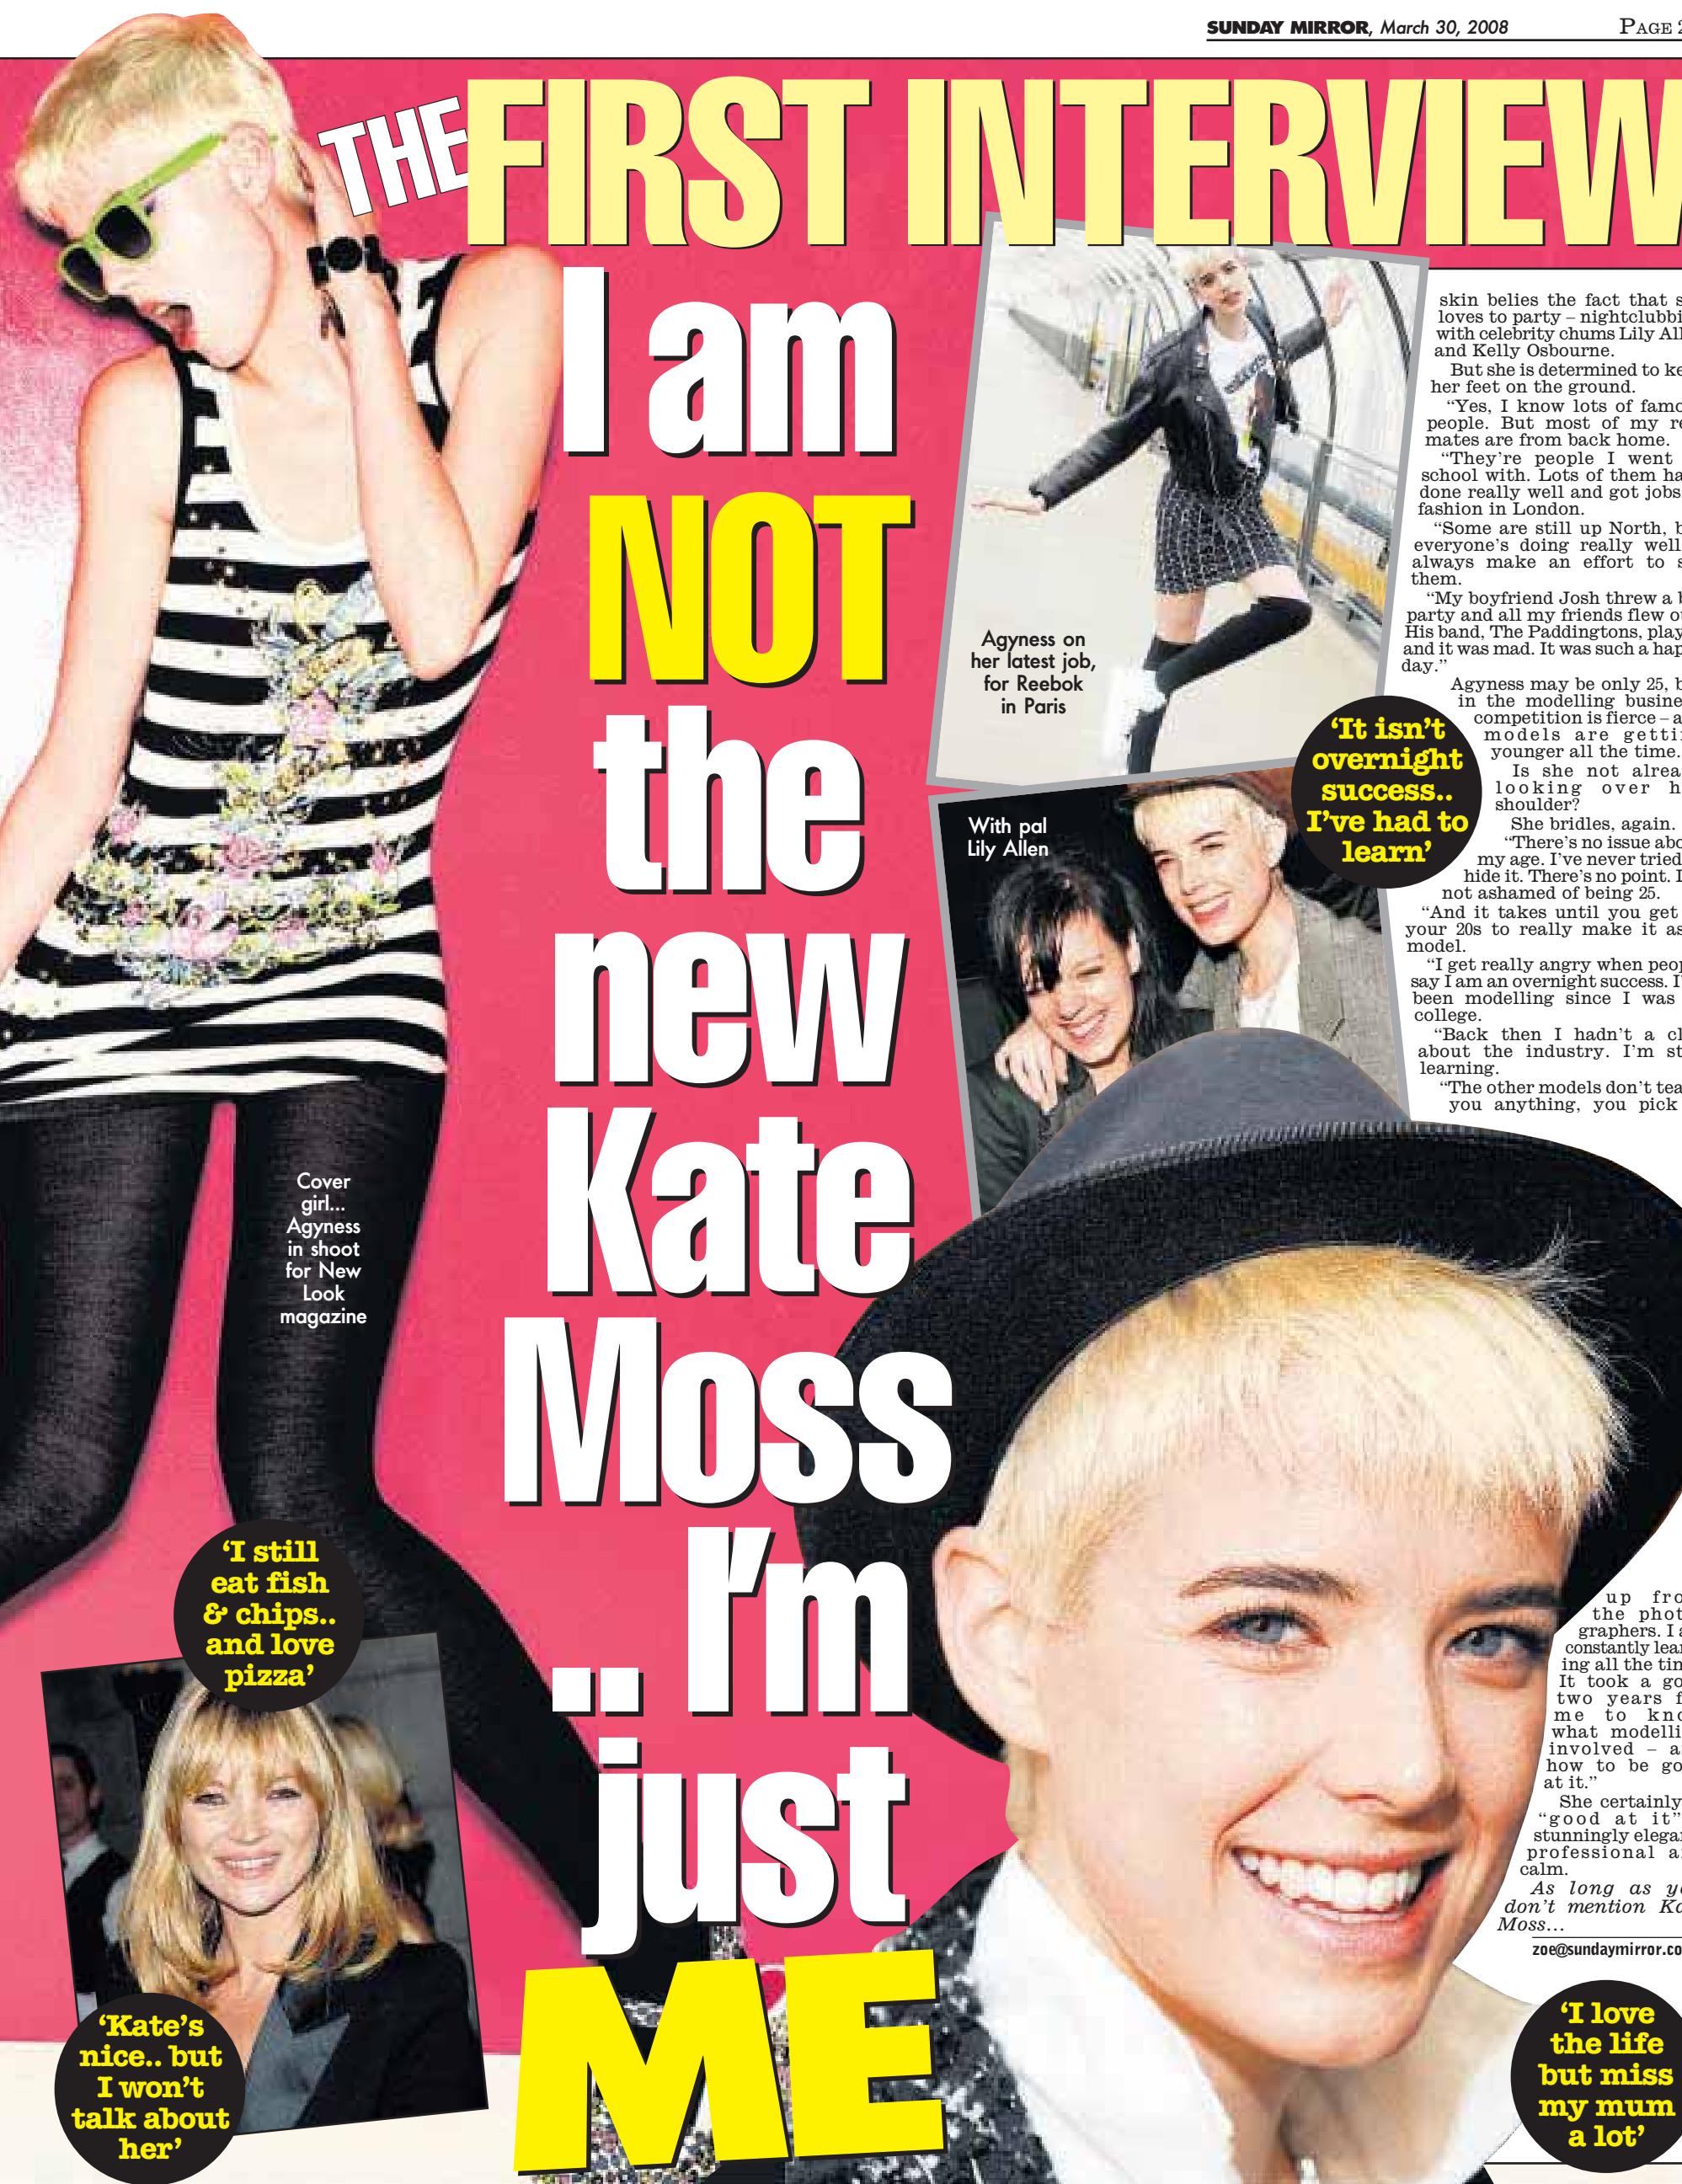 SUNDAY MIRROR, March 30, 2008 PAGE 2
THE FIRST INTERVIEW
I am
NOT
the
new
Kate
Moss
.. I'm
just
ME
Agyness on
her latest job,
for Reebok
in Paris
With pal
Lily Allen
'It isn't
overnight
success..
I've had to
learn'
Cover
girl...
Agyness
in shoot
for New
Look
magazine
'I still
eat fish
& chips..
and love
pizza'
'Kate's
nice.. but
I won't
talk about
her'
skin belies the fact that s
loves to party – nightclubbi
with celebrity chums Lily All
and Kelly Osbourne.
But she is determined to ke
her feet on the ground.
“Yes, I know lots of famo
people. But most of my re
mates are from back home.
“They're people I went
school with. Lots of them ha
done really well and got jobs
fashion in London.
“Some are still up North, b
everyone's doing really well
always make an effort to s
them.
“My boyfriend Josh threw a b
party and all my friends flew ou
His band, The Paddingtons, play
and it was mad. It was such a hap
day.”
Agyness may be only 25, b
in the modelling busine
competition is fierce – a
models are getti
younger all the time.
Is she not alrea
looking over h
shoulder?
She bridles, again.
“There's no issue abo
my age. I've never tried
hide it. There's no point. I
not ashamed of being 25.
“And it takes until you get
your 20s to really make it as
model.
“I get really angry when peop
say I am an overnight success. I'
been modelling since I was
college.
“Back then I hadn't a cl
about the industry. I'm st
learning.
“The other models don't tea
you anything, you pick
up fro
the phot
graphers. I a
constantly lear
ing all the tim
It took a go
two years f
me to kno
what modelli
involved – a
how to be go
at it.”
She certainly
“good at it”
stunningly elega
professional a
calm.
As long as yo
don't mention Ka
Moss...
zoe@sundaymirror.co
'I love
the life
but miss
my mum
a lot'